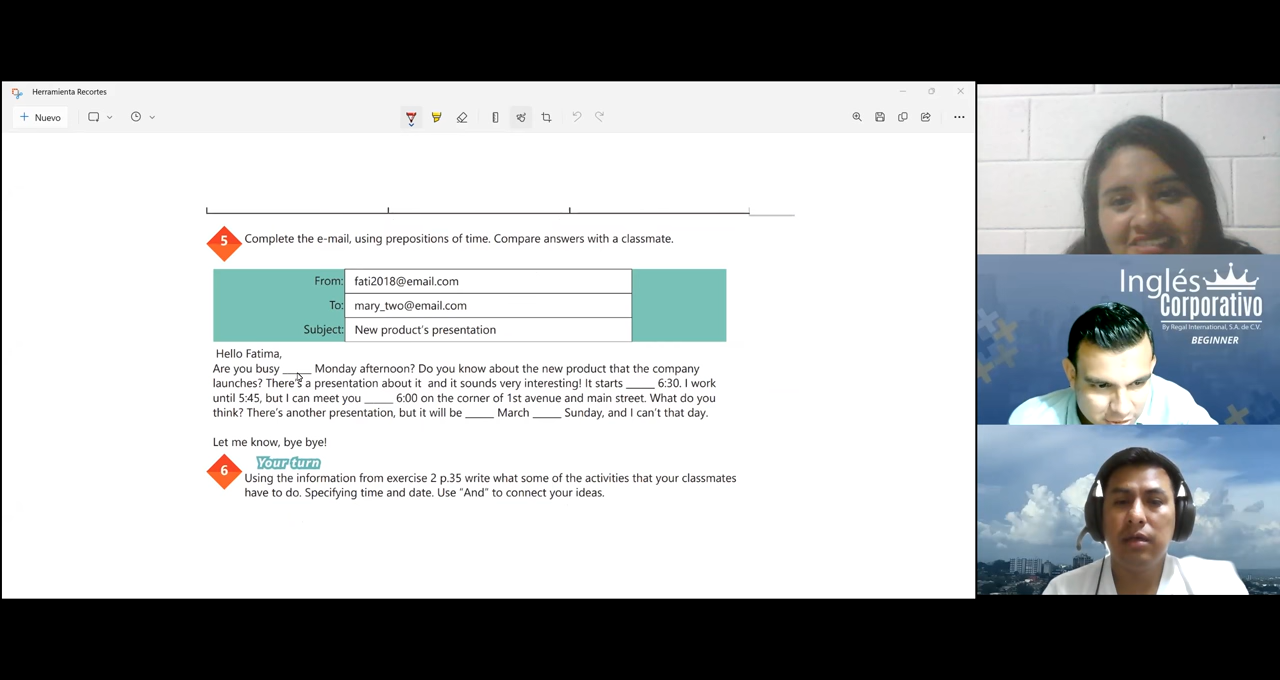 Herramienta Recortes
Nuevo
5 Complete the e-mail, using prepositions of time. Compare answers with a classmate.
From: fati2018@email.com
To: mary_two@email.com
Subject: New product's presentation
Hello Fatima,
Are you busy _____ Monday afternoon? Do you know about the new product that the company
launches? There's a presentation about it and it sounds very interesting! It starts _____ 6:30. I work
until 5:45, but I can meet you _____ 6:00 on the corner of 1st avenue and main street. What do you
think? There's another presentation, but it will be _____ March _____ Sunday, and I can't that day.
Let me know, bye bye!
Your turn
6 Using the information from exercise 2 p.35 write what some of the activities that your classmates
have to do. Specifying time and date. Use "And" to connect your ideas.
Inglés
Corporativo
By Regal International, S.A. de C.V.
BEGINNER